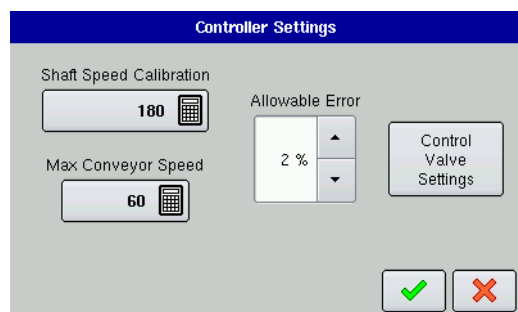 Controller Settings
Shaft Speed Calibration
180
Allowable Error
2 %
Max Conveyor Speed
60
Control
Valve
Settings